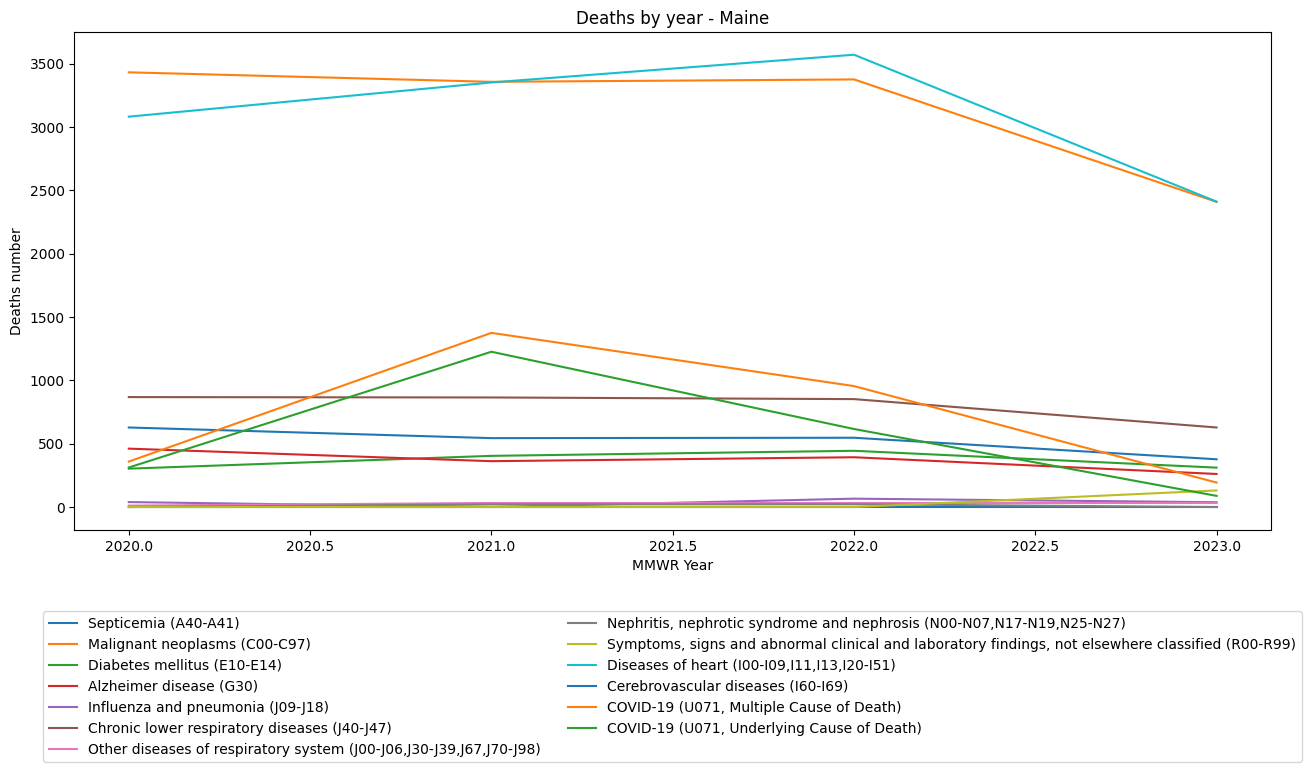 Deaths by year - Maine
3500
3000
2500
2000
1500
1000
500
0
Deaths number
2020.0 2020.5 2021.0 2021.5 2022.0 2022.5 2023.0
MMWR Year
Septicemia (A40-A41)
Malignant neoplasms (C00-C97)
Diabetes mellitus (E10-E14)
Alzheimer disease (G30)
Influenza and pneumonia (J09-J18)
Chronic lower respiratory diseases (J40-J47)
Other diseases of respiratory system (J00-J06,J30-J39,J67,J70-J98)
Nephritis, nephrotic syndrome and nephrosis (N00-N07,N17-N19,N25-N27)
Symptoms, signs and abnormal clinical and laboratory findings, not elsewhere classified (R00-R99)
Diseases of heart (I00-I09,I11,I13,I20-I51)
Cerebrovascular diseases (I60-I69)
COVID-19 (U071, Multiple Cause of Death)
COVID-19 (U071, Underlying Cause of Death)